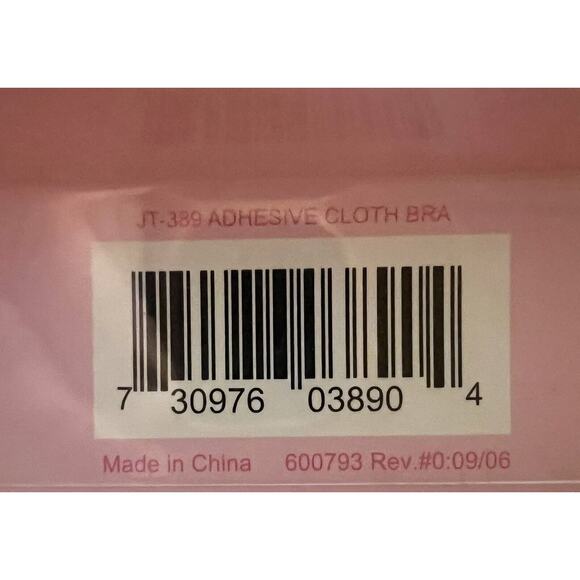 JT-389 ADHESIVE CLOTH BRA
7 30976 03890 4
Made in China 600793 Rev.#0:09/06